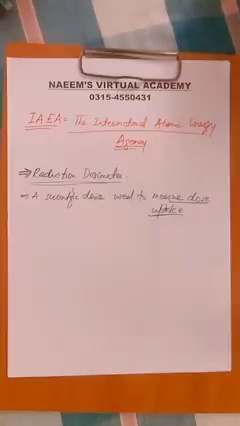 NAEEM'S VIRTUAL ACADEMY
0315-4550431
IAEA = The International Atomic Energy
Agency
⇒ Radiation Dosimeter.
→ A scientific device used to measure dose
uptake